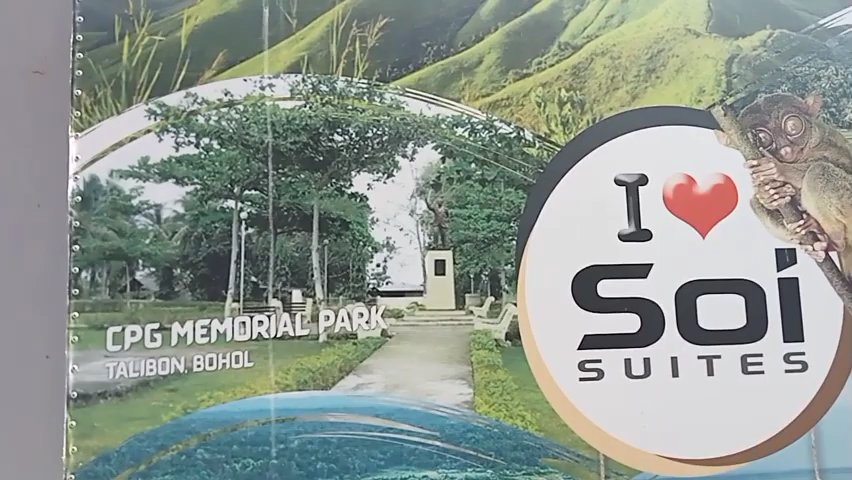 CPG MEMORIAL PARK
TALIBON, BOHOL
I
Soi
SUITES